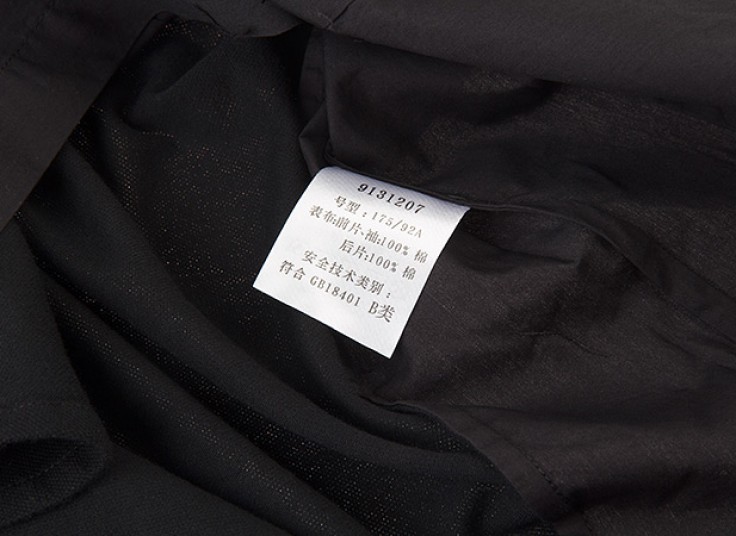 9131207
号型：175/92A
表布:前片､袖:100% 棉
后片:100% 棉
安全技术类别：
符合 GB18401 B类